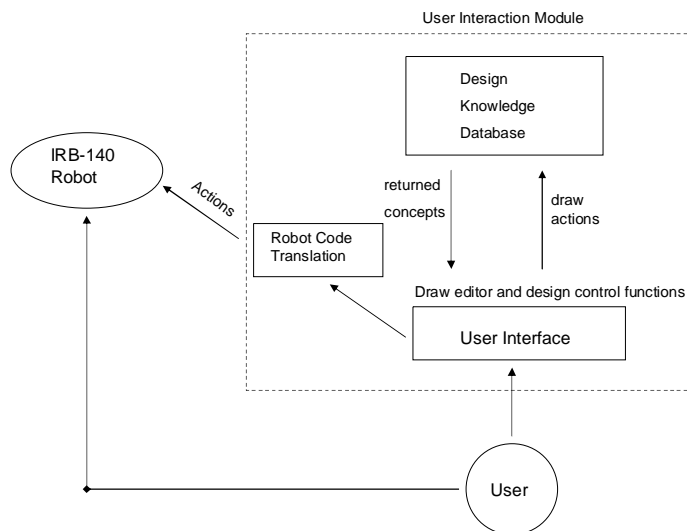 User Interaction Module
Design
Knowledge
Database
IRB-140
Robot
Actions
returned
concepts
draw
actions
Robot Code
Translation
Draw editor and design control functions
User Interface
User